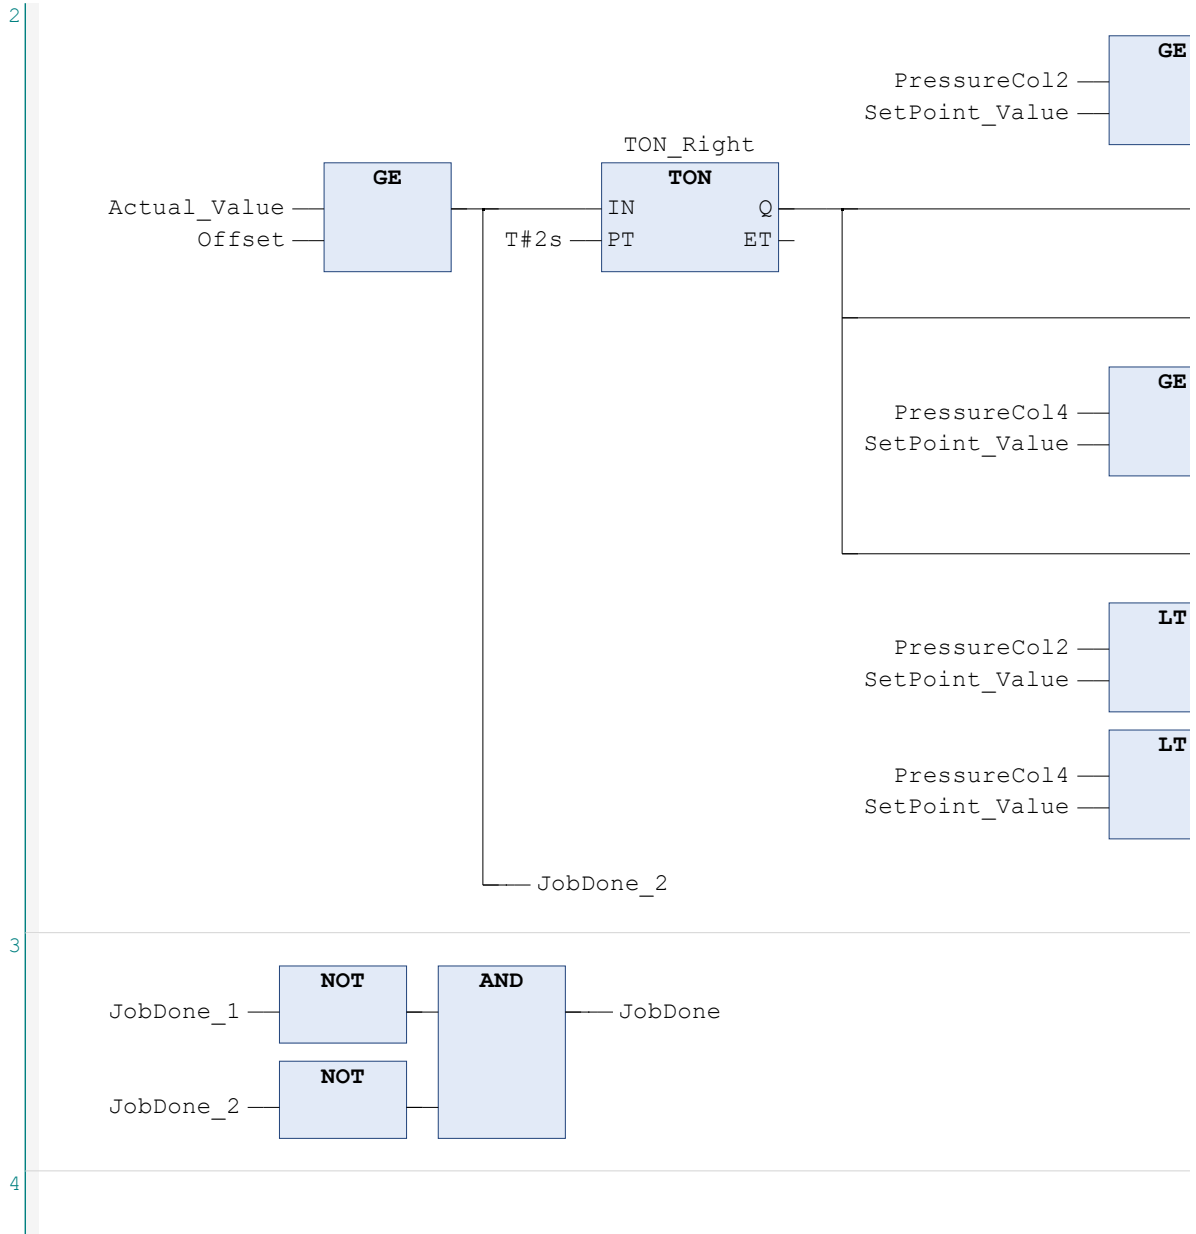 2
GE
PressureCol2
SetPoint_Value
TON_Right
GE
TON
Actual_Value
IN
Q
Offset
T#2s
PT
ET
GE
PressureCol4
SetPoint_Value
LT
PressureCol2
SetPoint_Value
LT
PressureCol4
SetPoint_Value
JobDone_2
3
NOT
AND
JobDone_1
JobDone
NOT
JobDone_2
4